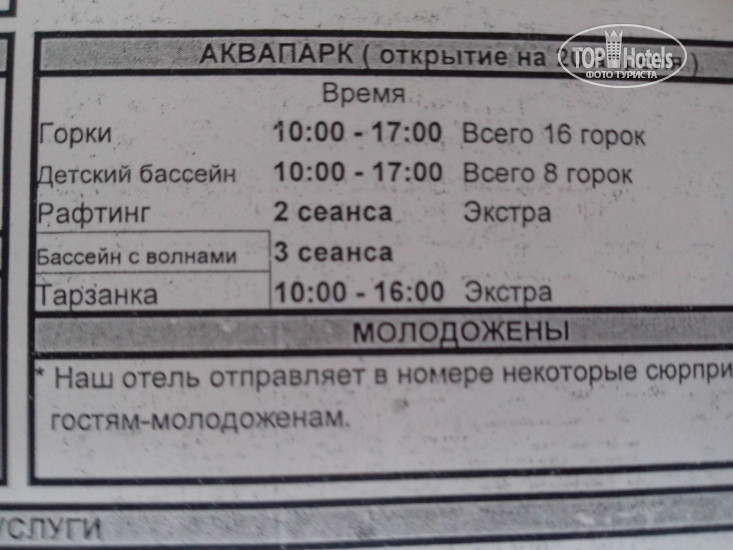 АКВАПАРК ( открытие на )
TOP Hotels
ФОТО ТУРИСТА
Время
Горки 10:00 - 17:00 Всего 16 горок
Детский бассейн 10:00 - 17:00 Всего 8 горок
Рафтинг 2 сеанса Экстра
Бассейн с волнами 3 сеанса
Тарзанка 10:00 - 16:00 Экстра
МОЛОДОЖЕНЫ
* Наш отель отправляет в номере некоторые сюрпри
гостям-молодоженам.
УСЛУГИ